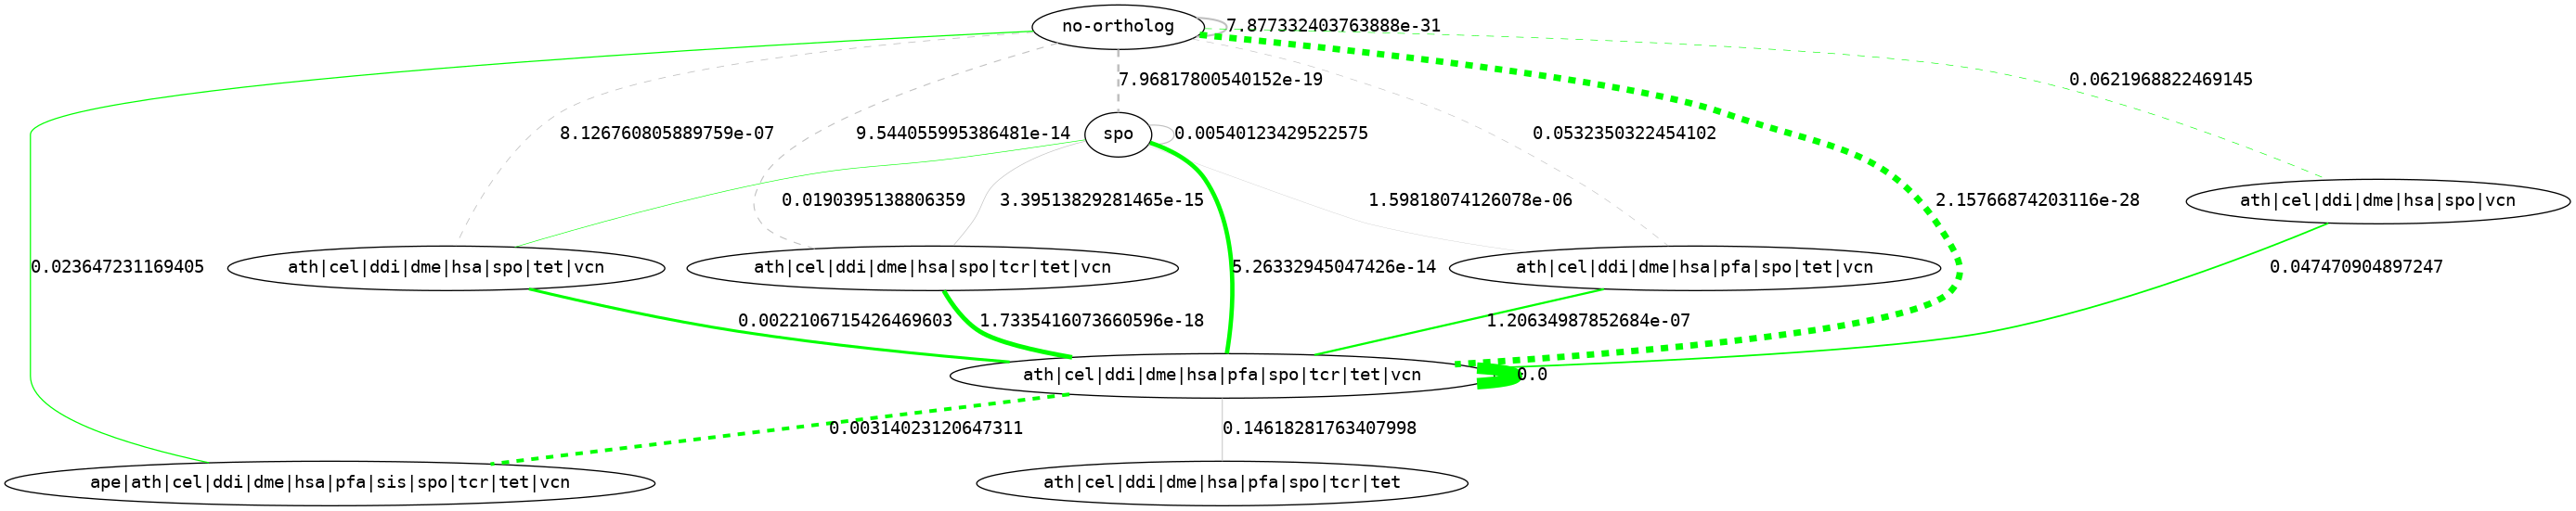 no-ortholog
7.877332403763888e-31
7.96817800540152e-19
0.0621968822469145
spo
8.126760805889759e-07
9.544055995386481e-14
0.00540123429522575
0.0532350322454102
0.0190395138806359
3.39513829281465e-15
1.59818074126078e-06
2.15766874203116e-28
ath|cel|ddi|dme|hsa|spo|vcn
0.023647231169405
ath|cel|ddi|dme|hsa|spo|tet|vcn
ath|cel|ddi|dme|hsa|spo|tcr|tet|vcn
5.26332945047426e-14
ath|cel|ddi|dme|hsa|pfa|spo|tet|vcn
0.047470904897247
0.0022106715426469603
1.7335416073660596e-18
1.20634987852684e-07
ath|cel|ddi|dme|hsa|pfa|spo|tcr|tet|vcn
0.0
0.00314023120647311
0.14618281763407998
ape|ath|cel|ddi|dme|hsa|pfa|sis|spo|tcr|tet|vcn
ath|cel|ddi|dme|hsa|pfa|spo|tcr|tet